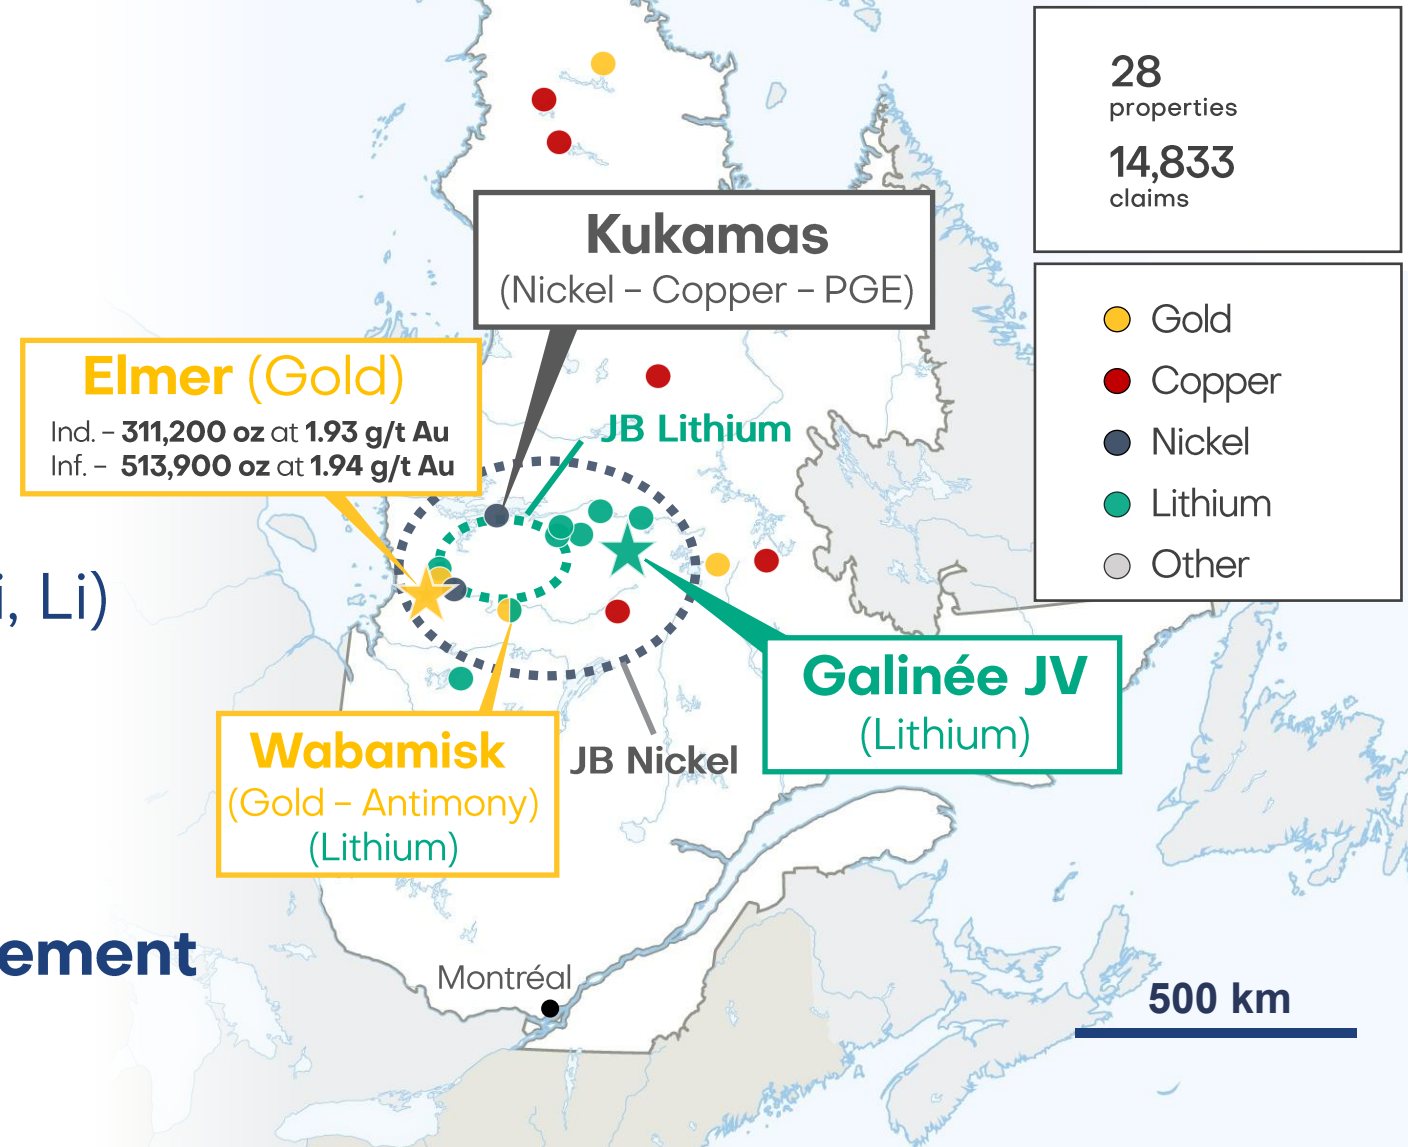 28
properties
14,833
claims
Kukamas
(Nickel – Copper – PGE)
Gold
Copper
Nickel
Lithium
Other
Elmer (Gold)
Ind. – 311,200 oz at 1.93 g/t Au
Inf. – 513,900 oz at 1.94 g/t Au
JB Lithium
i, Li)
Galinée JV
(Lithium)
Wabamisk
(Gold – Antimony)
(Lithium)
JB Nickel
ement
Montréal
500 km